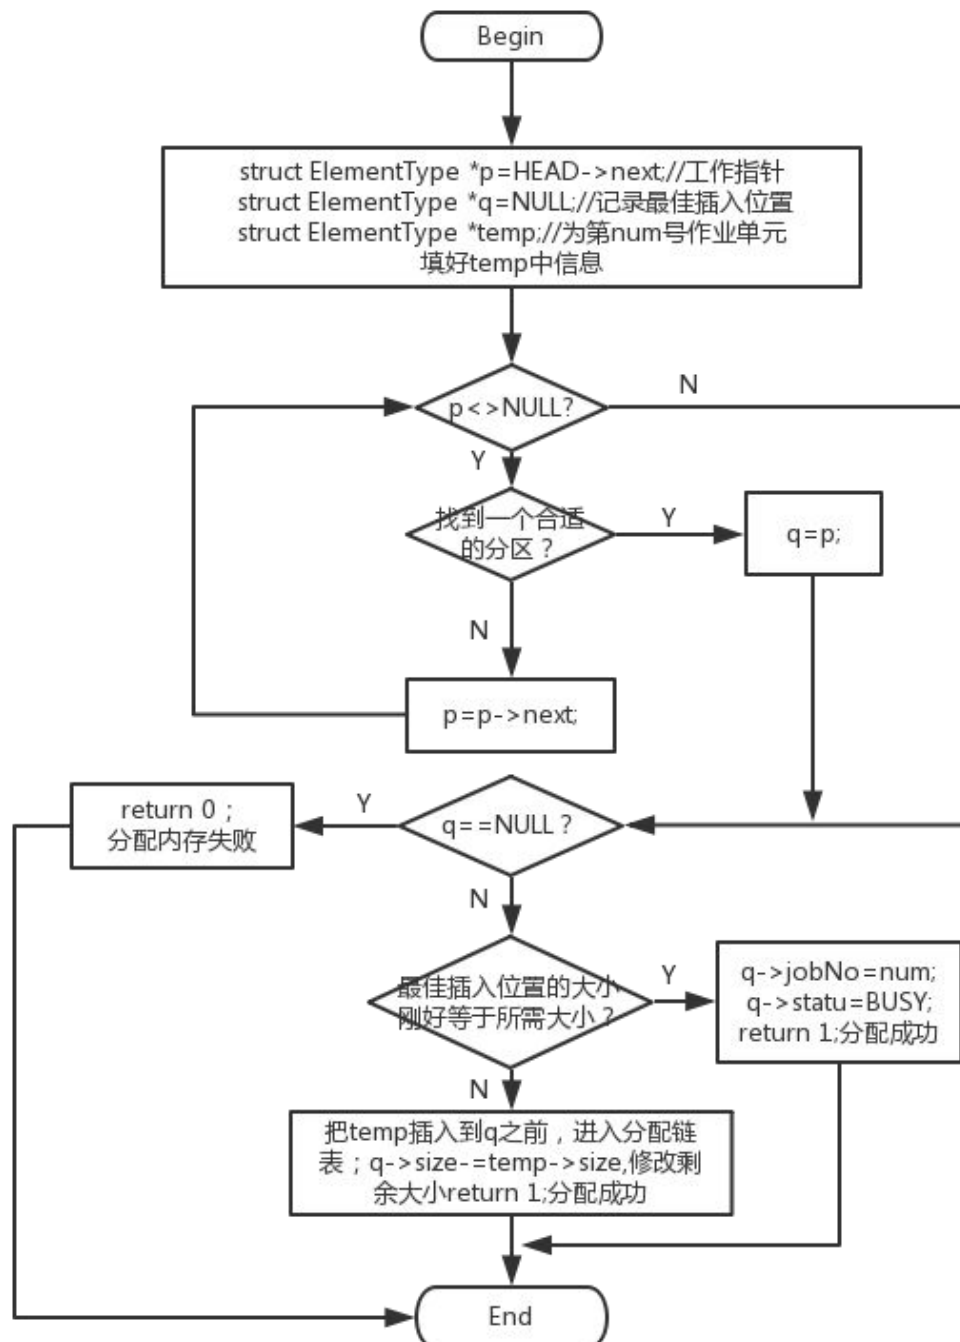 Begin
struct ElementType *p=HEAD->next;//工作指针
struct ElementType *q=NULL;//记录最佳插入位置
struct ElementType *temp;//为第num号作业单元
填好temp中信息
p<>NULL?
N
Y
找到一个合适
的分区？
Y
q=p;
N
p=p->next;
q==NULL？
Y
return 0；
分配内存失败
N
最佳插入位置的大小
刚好等于所需大小？
Y
q->jobNo=num;
q->statu=BUSY;
return 1;分配成功
N
把temp插入到q之前，进入分配链
表；q->size-=temp->size,修改剩
余大小return 1;分配成功
End